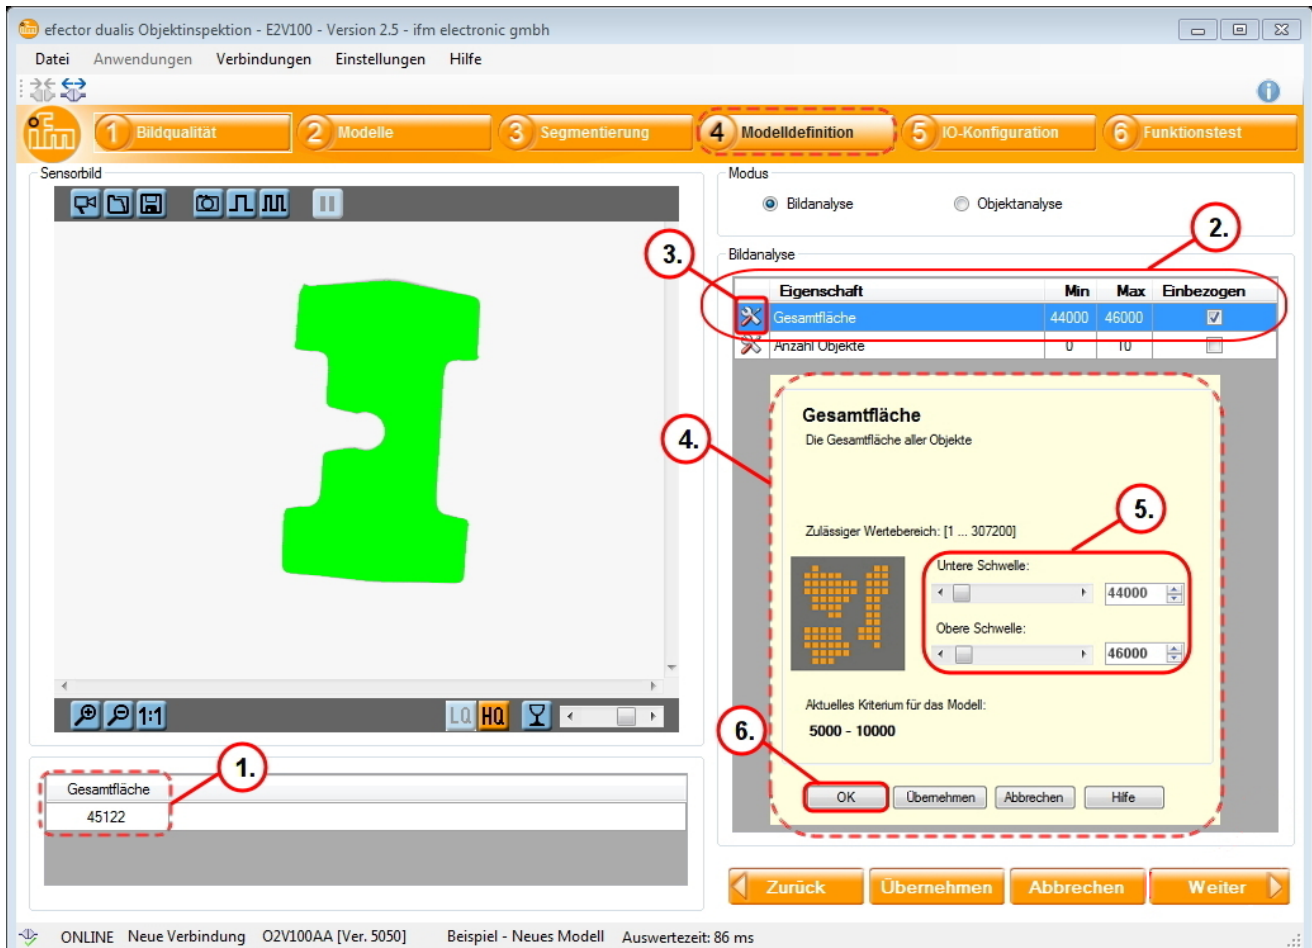 efector dualis Objektinspektion - E2V100 - Version 2.5 - ifm electronic gmbh
Datei Anwendungen Verbindungen Einstellungen Hilfe
ifm 1 Bildqualität 2 Modelle 3 Segmentierung 4 Modelldefinition 5 IO-Konfiguration 6 Funktionstest
Sensorbild
1:1
LQ HQ
1.
Gesamtfläche
45122
Modus
Bildanalyse Objektanalyse
2.
3.
Bildanalyse
Eigenschaft Min Max Einbezogen
Gesamtfläche 44000 46000
Anzahl Objekte 0 10
4.
Gesamtfläche
Die Gesamtfläche aller Objekte
5.
Zulässiger Wertebereich: [1 ... 307200]
Untere Schwelle:
44000
Obere Schwelle:
46000
Aktuelles Kriterium für das Modell:
5000 - 10000
6.
OK Übernehmen Abbrechen Hilfe
Zurück Übernehmen Abbrechen Weiter
ONLINE Neue Verbindung O2V100AA [Ver. 5050] Beispiel - Neues Modell Auswertezeit: 86 ms